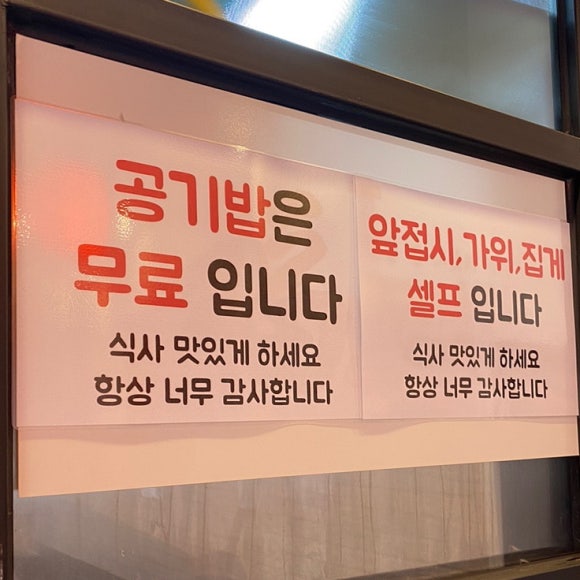 공기밥은
무료 입니다
식사 맛있게 하세요
항상 너무 감사합니다
앞접시,가위,집게
셀프 입니다
식사 맛있게 하세요
항상 너무 감사합니다